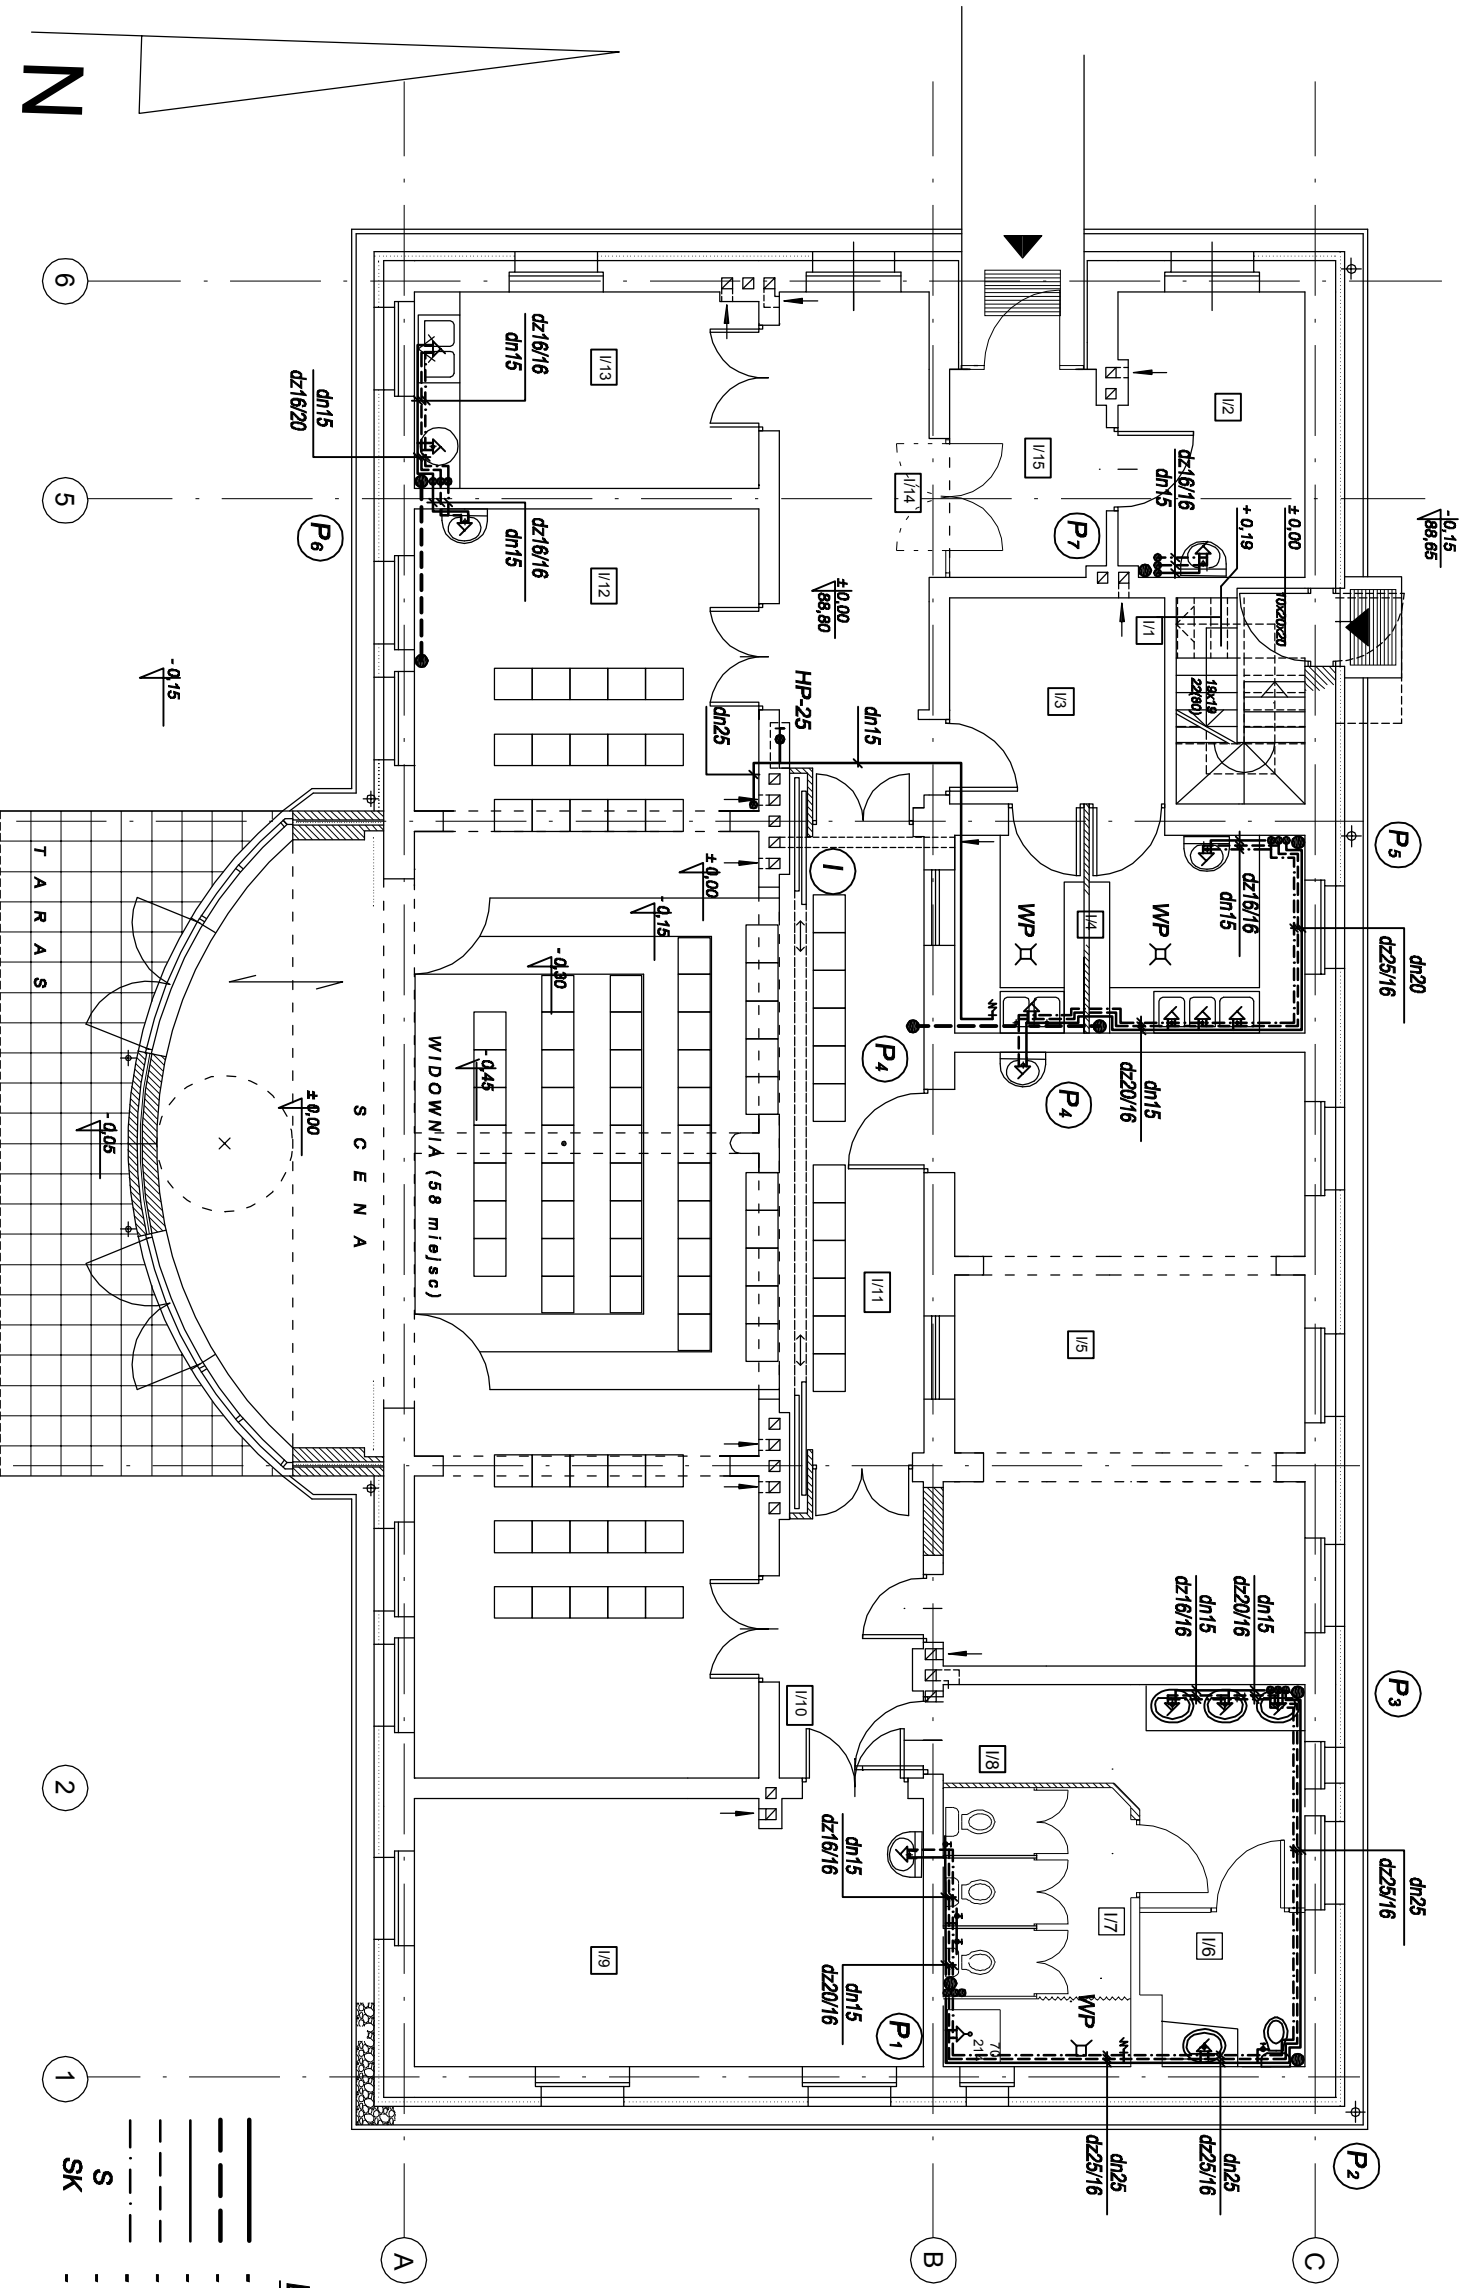 N
6
5
2
1
A
B
C
- 0,15
88,65
I/2
I/15
I/14
I/13
I/12
I/1
I/3
I/4
I/5
I/6
I/7
I/8
I/9
I/10
I/11
dz16/16
dn15
dn15
dz16/20
dz16/16
dn15
dz16/16
dn15
± 0,00
+ 0,19
10x20x20
19x19
22(80)
P7
P6
± 0,00
88,80
- 0,15
HP-25
dn15
dn25
P5
dz16/16
dn15
dn20
dz25/16
WP
WP
I
P4
P4
dn15
dz20/16
± 0,00
- 0,15
- 0,30
- 0,45
WIDOWNIA (58 miejsc)
S C E N A
± 0,00
- 0,05
T A R A S
dn15
dz20/16
dn15
dz16/16
P3
dn25
dz25/16
dn15
dz16/16
dn15
dz20/16
P1
WP
70
dn25
dz25/16
dn25
dz25/16
P2
S
SK